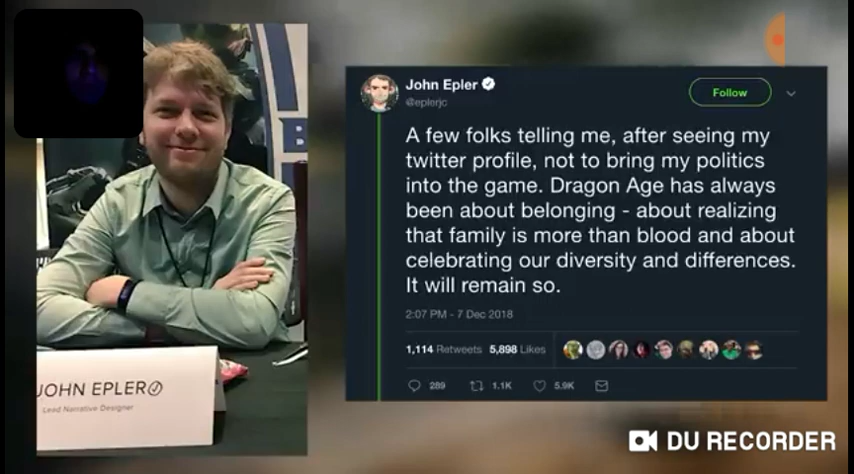 John Epler
@eplerjc
Follow
A few folks telling me, after seeing my
twitter profile, not to bring my politics
into the game. Dragon Age has always
been about belonging - about realizing
that family is more than blood and about
celebrating our diversity and differences.
It will remain so.
2:07 PM - 7 Dec 2018
1,114 Retweets 5,898 Likes
289 1.1K 5.9K
B
JOHN EPLER
Lead Narrative Designer
DU RECORDER